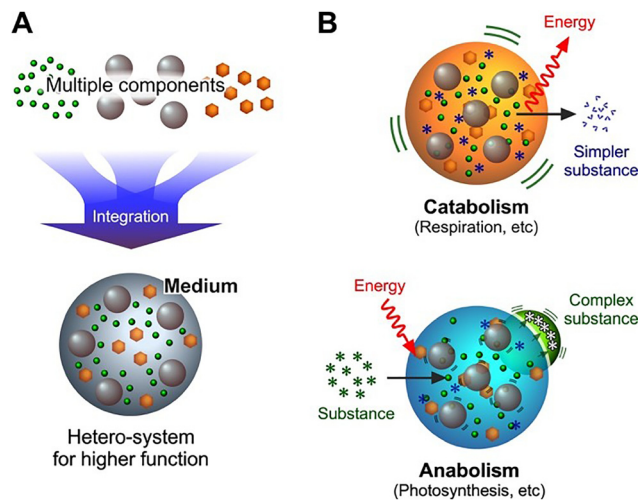 A
Multiple components
Integration
Medium
Hetero-system
for higher function
B
Energy
Simpler
substance
Catabolism
(Respiration, etc)
Energy
Complex
substance
Substance
Anabolism
(Photosynthesis, etc)